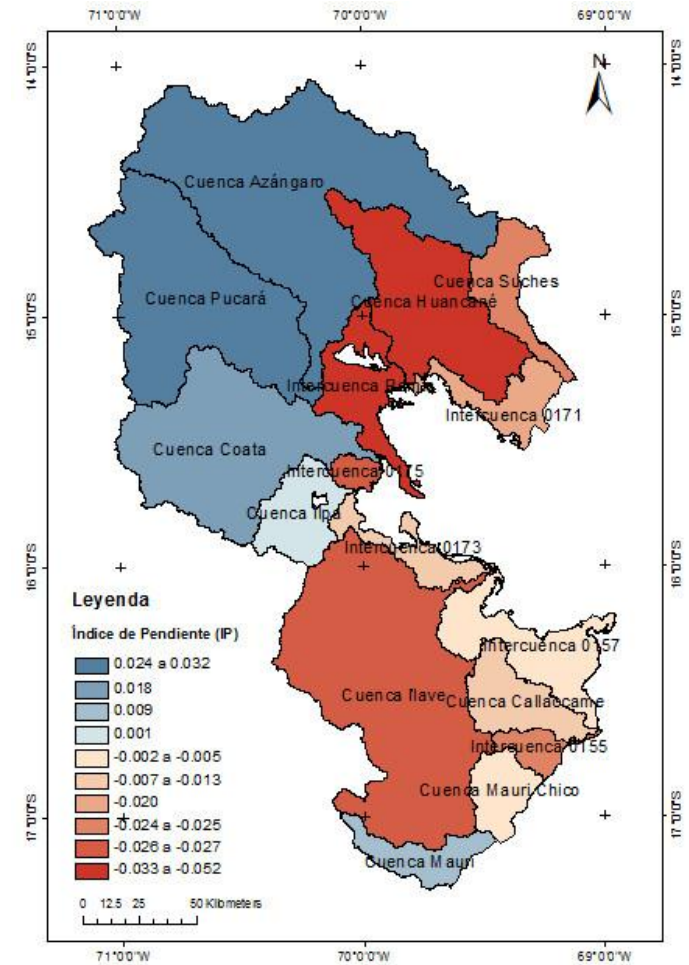 71°0'0"W 70°0'0"W 69°0'0"W
14°0'0"S 14°0'0"S
N
Cuenca Azángaro
Cuenca Suches
Cuenca Pucará
Cuenca Huancané
15°0'0"S 15°0'0"S
Intercuenca Ramis
Intercuenca 0171
Cuenca Coata
Intercuenca 0175
Cuenca Ilpa
Intercuenca 0173
16°0'0"S 16°0'0"S
Leyenda
Índice de Pendiente (IP)
0.024 a 0.032
0.018
0.009
0.001
-0.002 a -0.005
-0.007 a -0.013
-0.020
-0.024 a -0.025
-0.026 a -0.027
-0.033 a -0.052
Intercuenca 0157
Cuenca Ilave
Cuenca Callaccame
Intercuenca 0155
Cuenca Mauri Chico
17°0'0"S 17°0'0"S
Cuenca Mauri
0 12.5 25 50 Kilometers
71°0'0"W 70°0'0"W 69°0'0"W